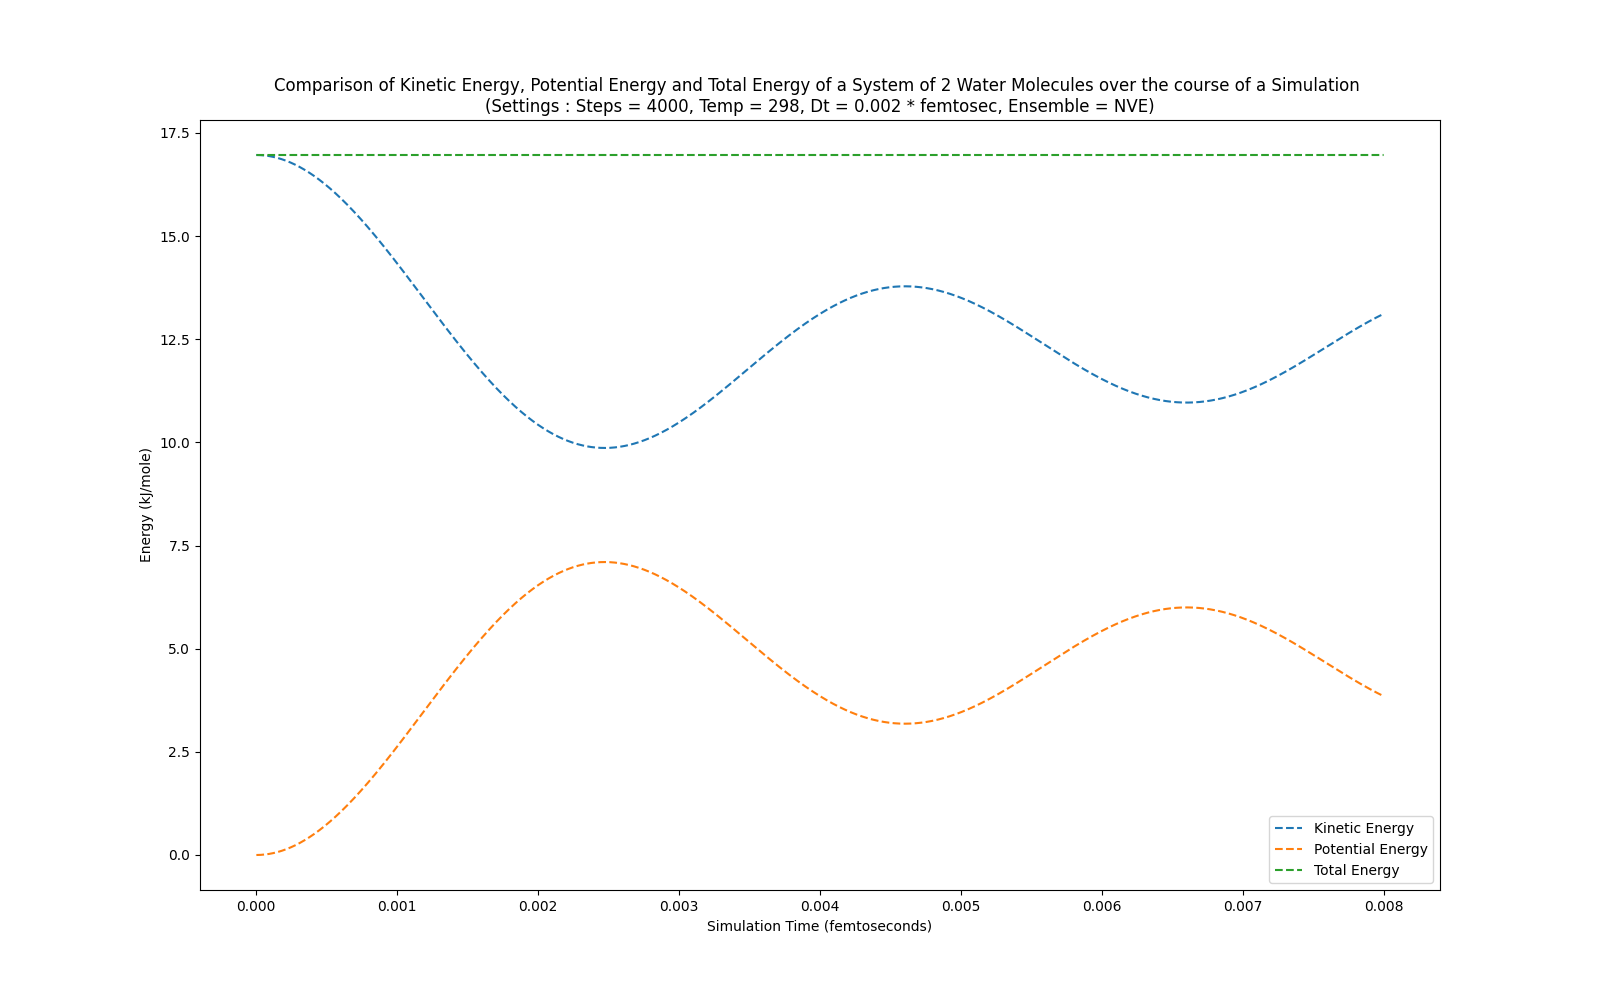 Comparison of Kinetic Energy, Potential Energy and Total Energy of a System of 2 Water Molecules over the course of a Simulation
(Settings : Steps = 4000, Temp = 298, Dt = 0.002 * femtosec, Ensemble = NVE)
17.5
15.0
12.5
10.0
7.5
5.0
2.5
0.0
Energy (kJ/mole)
Kinetic Energy
Potential Energy
Total Energy
0.000 0.001 0.002 0.003 0.004 0.005 0.006 0.007 0.008
Simulation Time (femtoseconds)